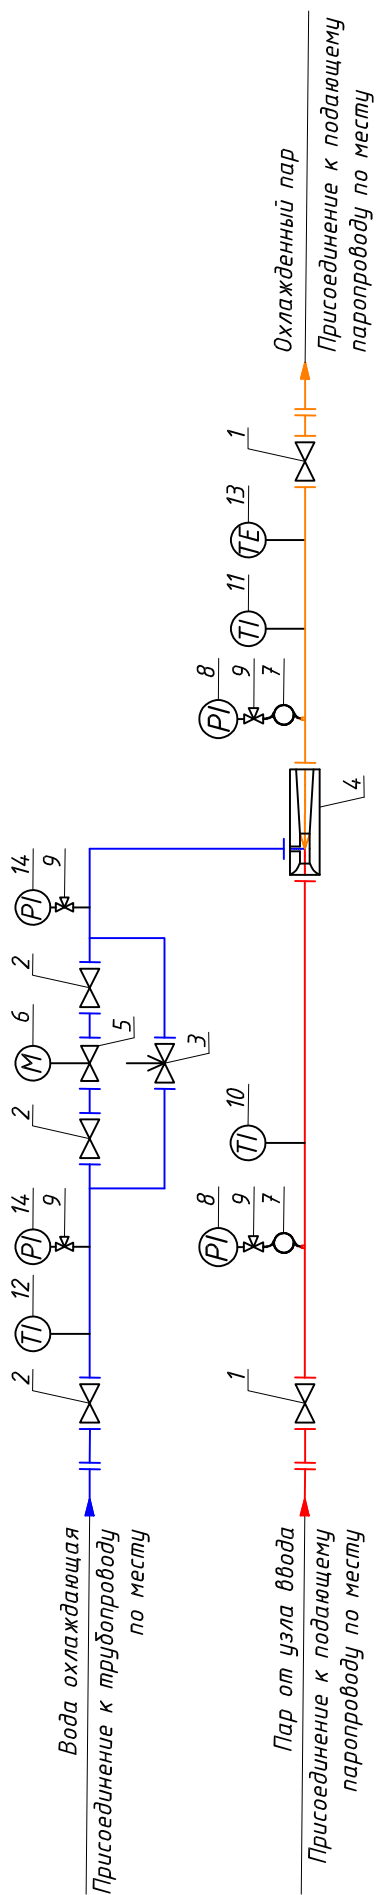 Вода охлаждающая
Присоединение к трубопроводу
по месту
2
12
TI
14
PI
9
2
6
M
5
2
3
14
PI
9
Пар от узла ввода
Присоединение к подающему
паропроводу по месту
1
8
PI
9
7
10
TI
4
8
PI
9
7
11
TI
13
TE
1
Охлажденный пар
Присоединение к подающему
паропроводу по месту